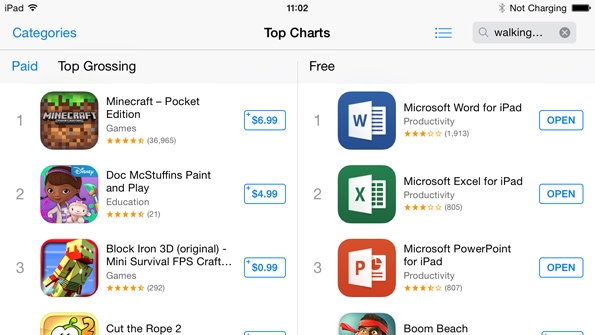 iPad
11:02
Not Charging
Categories
Top Charts
walking...
Paid
Top Grossing
Free
1
MINECRAFT
Minecraft – Pocket
Edition
Games
(36,965)
+ $6.99
2
Disney
Doc McStuffins Paint
and Play
Education
(21)
+ $4.99
3
Block Iron 3D (original) -
Mini Survival FPS Craft...
Games
(292)
+ $0.99
2
Cut the Rope 2
1
W
Microsoft Word for iPad
Productivity
(1,913)
OPEN
2
X
Microsoft Excel for iPad
Productivity
(805)
OPEN
3
P
Microsoft PowerPoint
for iPad
Productivity
(807)
OPEN
Boom Beach